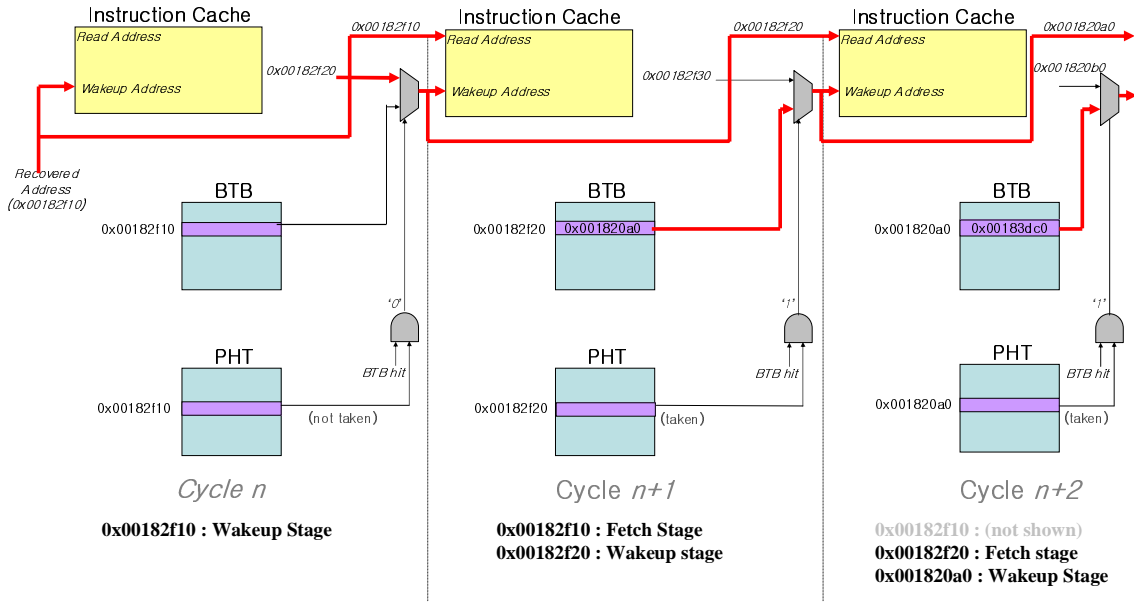 Instruction Cache
Read Address
0x00182f20
Wakeup Address
Recovered
Address
(0x00182f10)
BTB
0x00182f10
'0'
BTB hit
PHT
0x00182f10
(not taken)
Cycle n
0x00182f10 : Wakeup Stage
0x00182f10
Instruction Cache
Read Address
0x00182f30
Wakeup Address
BTB
0x00182f20
0x001820a0
'1'
BTB hit
PHT
0x00182f20
(taken)
Cycle n+1
0x00182f10 : Fetch Stage
0x00182f20 : Wakeup stage
0x00182f20
Instruction Cache
0x001820a0
Read Address
0x001820b0
Wakeup Address
BTB
0x001820a0
0x00183dc0
'1'
BTB hit
PHT
0x001820a0
(taken)
Cycle n+2
0x00182f10 : (not shown)
0x00182f20 : Fetch stage
0x001820a0 : Wakeup Stage